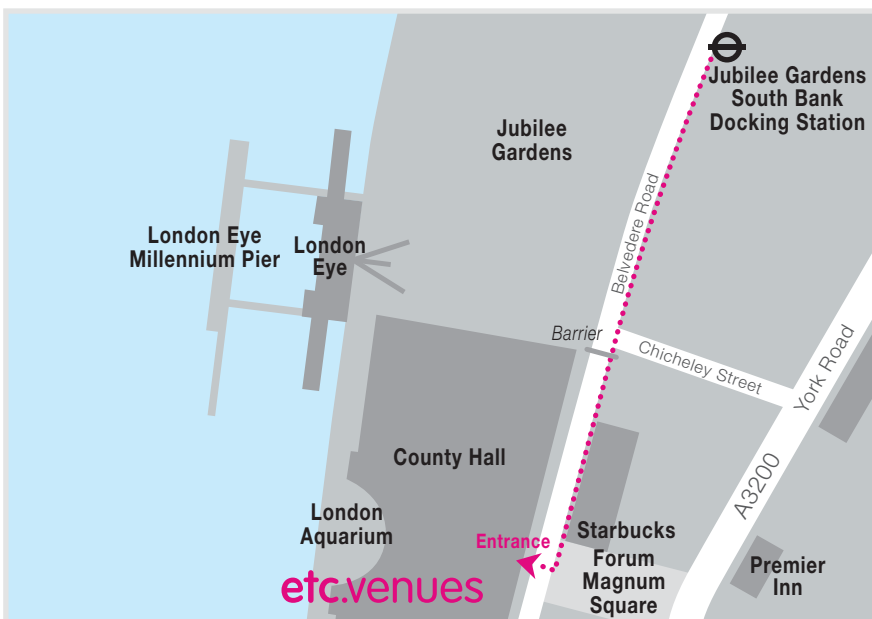 Jubilee Gardens
South Bank
Docking Station
Jubilee
Gardens
Belvedere Road
London Eye
Millennium Pier
London
Eye
Barrier
Chicheley Street
York Road
A3200
County Hall
London
Aquarium
Starbucks
Entrance
Forum
Magnum
Square
Premier
Inn
etc.venues